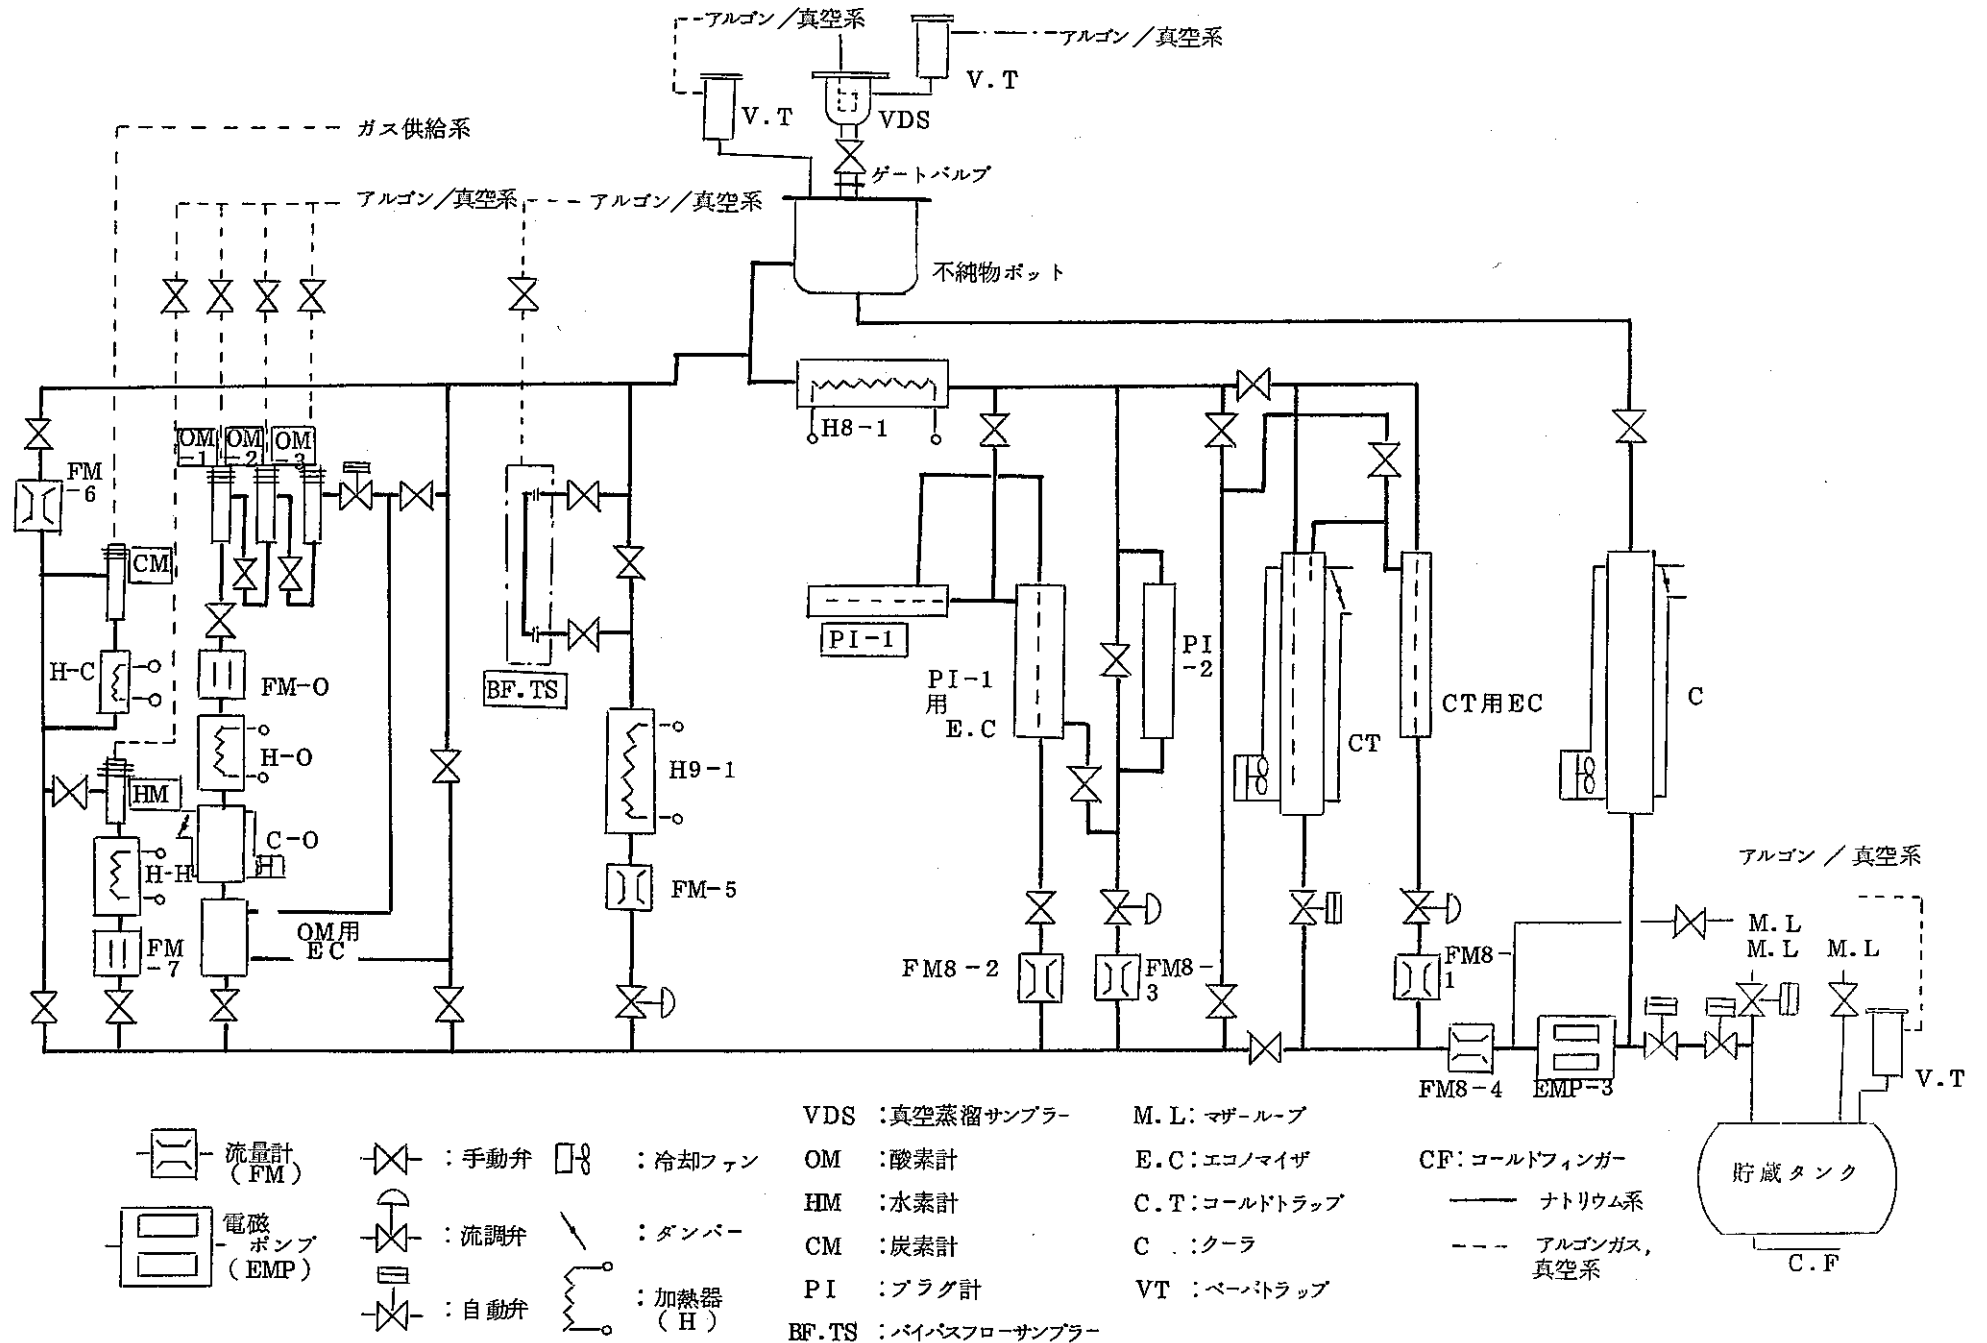 アルゴン／真空系
アルゴン／真空系
V.T
V.T
VDS
ガス供給系
ゲートバルブ
アルゴン／真空系
アルゴン／真空系
不純物ポット
H8-1
OM
-1
OM
-2
OM
-3
FM
-6
CM
H-C
FM-O
BF.TS
PI-1
PI-1
用
E.C
PI
-2
CT用EC
CT
C
H-O
H9-1
HM
C-O
H-H
FM-5
OM用
EC
FM
-7
FM8-2
FM8-
3
FM8-
1
アルゴン／真空系
M.L
M.L
M.L
FM8-4
EMP-3
V.T
貯蔵タンク
C.F
流量計
(FM)
電磁
ポンプ
(EMP)
：手動弁
：流調弁
：自動弁
：冷却ファン
：ダンパー
：加熱器
(H)
VDS ：真空蒸溜サンプラー
OM ：酸素計
HM ：水素計
CM ：炭素計
PI ：プラグ計
BF.TS ：バイパスフローサンプラー
M.L：マザーループ
E.C：エコノマイザ
C.T：コールドトラップ
C ：クーラ
VT ：ベーパトラップ
CF：コールドフィンガー
ナトリウム系
アルゴンガス，
真空系